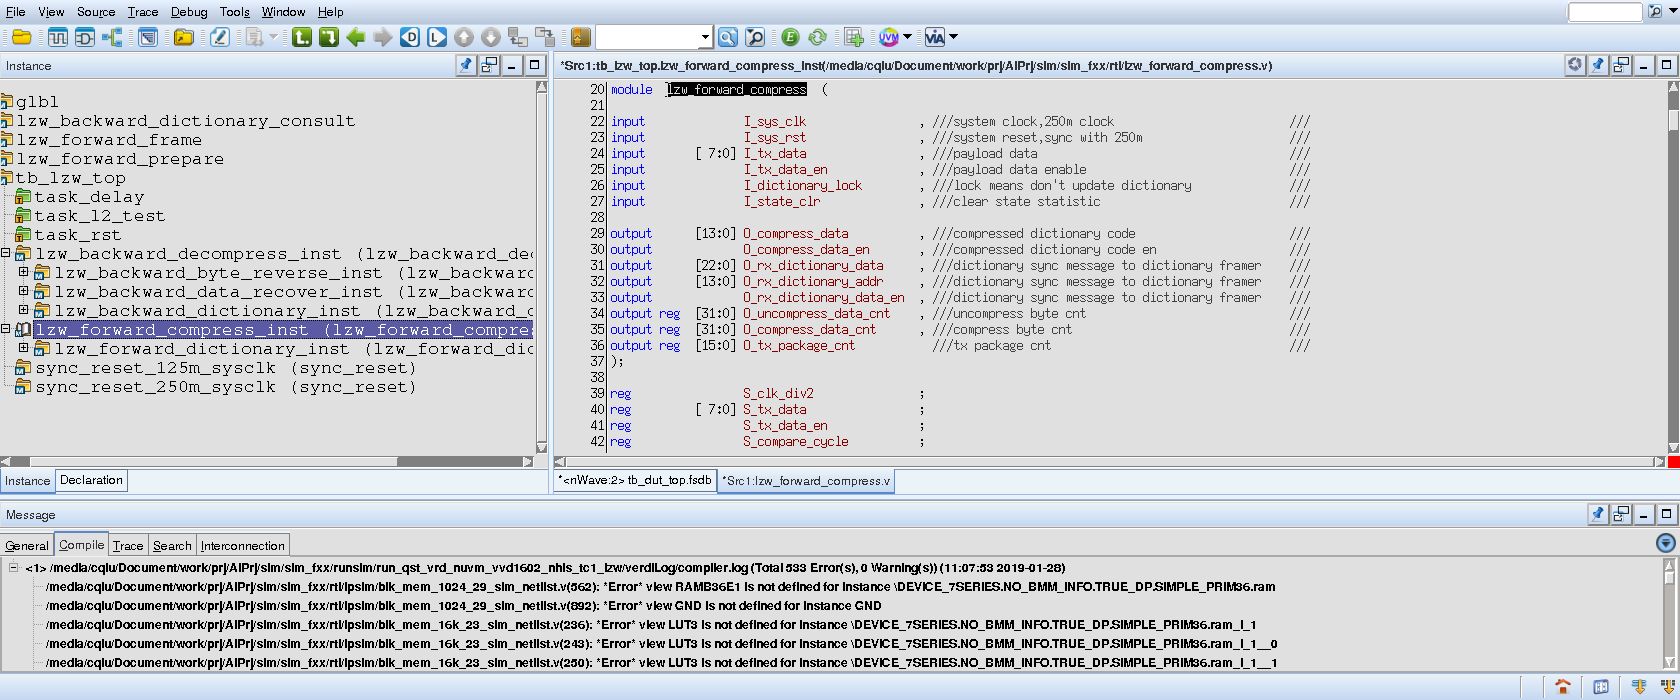 File View Source Trace Debug Tools Window Help
Instance
glbl
lzw_backward_dictionary_consult
lzw_forward_frame
lzw_forward_prepare
tb_lzw_top
task_delay
task_l2_test
task_rst
lzw_backward_decompress_inst (lzw_backward_dec
lzw_backward_byte_reverse_inst (lzw_backward
lzw_backward_data_recover_inst (lzw_backward
lzw_backward_dictionary_inst (lzw_backward_d
lzw_forward_compress_inst (lzw_forward_compres
lzw_forward_dictionary_inst (lzw_forward_dic
sync_reset_125m_sysclk (sync_reset)
sync_reset_250m_sysclk (sync_reset)
Instance Declaration
*Src1:tb_lzw_top.lzw_forward_compress_inst(/media/cqiu/Document/work/prj/AIPrj/sim/sim_fxx/rtl/lzw_forward_compress.v)
20 module lzw_forward_compress (
21
22 input I_sys_clk , ///system clock,250m clock ///
23 input I_sys_rst , ///system reset,sync with 250m ///
24 input [ 7:0] I_tx_data , ///payload data ///
25 input I_tx_data_en , ///payload data enable ///
26 input I_dictionary_lock , ///lock means don't update dictionary ///
27 input I_state_clr , ///clear state statistic ///
28
29 output [13:0] O_compress_data , ///compressed dictionary code ///
30 output O_compress_data_en , ///compressed dictionary code en ///
31 output [22:0] O_rx_dictionary_data , ///dictionary sync message to dictionary framer ///
32 output [13:0] O_rx_dictionary_addr , ///dictionary sync message to dictionary framer ///
33 output O_rx_dictionary_data_en , ///dictionary sync message to dictionary framer ///
34 output reg [31:0] O_uncompress_data_cnt , ///uncompress byte cnt ///
35 output reg [31:0] O_compress_data_cnt , ///compress byte cnt ///
36 output reg [15:0] O_tx_package_cnt ///tx package cnt ///
37 );
38
39 reg S_clk_div2 ;
40 reg [ 7:0] S_tx_data ;
41 reg S_tx_data_en ;
42 reg S_compare_cycle ;
*<nWave:2> tb_dut_top.fsdb *Src1:lzw_forward_compress.v
Message
General Compile Trace Search Interconnection
<1> /media/cqiu/Document/work/prj/AIPrj/sim/sim_fxx/runsim/run_qst_vrd_nuvm_vvd1602_nhis_tc1_lzw/verdiLog/compiler.log (Total 533 Error(s), 0 Warning(s)) (11:07:53 2019-01-28)
/media/cqiu/Document/work/prj/AIPrj/sim/sim_fxx/rtl/ipsim/blk_mem_1024_29_sim_netlist.v(562): *Error* view RAMB36E1 is not defined for instance \DEVICE_7SERIES.NO_BMM_INFO.TRUE_DP.SIMPLE_PRIM36.ram
/media/cqiu/Document/work/prj/AIPrj/sim/sim_fxx/rtl/ipsim/blk_mem_1024_29_sim_netlist.v(892): *Error* view GND is not defined for instance GND
/media/cqiu/Document/work/prj/AIPrj/sim/sim_fxx/rtl/ipsim/blk_mem_16k_23_sim_netlist.v(236): *Error* view LUT3 is not defined for instance \DEVICE_7SERIES.NO_BMM_INFO.TRUE_DP.SIMPLE_PRIM36.ram_i_1
/media/cqiu/Document/work/prj/AIPrj/sim/sim_fxx/rtl/ipsim/blk_mem_16k_23_sim_netlist.v(243): *Error* view LUT3 is not defined for instance \DEVICE_7SERIES.NO_BMM_INFO.TRUE_DP.SIMPLE_PRIM36.ram_i_1__0
/media/cqiu/Document/work/prj/AIPrj/sim/sim_fxx/rtl/ipsim/blk_mem_16k_23_sim_netlist.v(250): *Error* view LUT3 is not defined for instance \DEVICE_7SERIES.NO_BMM_INFO.TRUE_DP.SIMPLE_PRIM36.ram_i_1__1